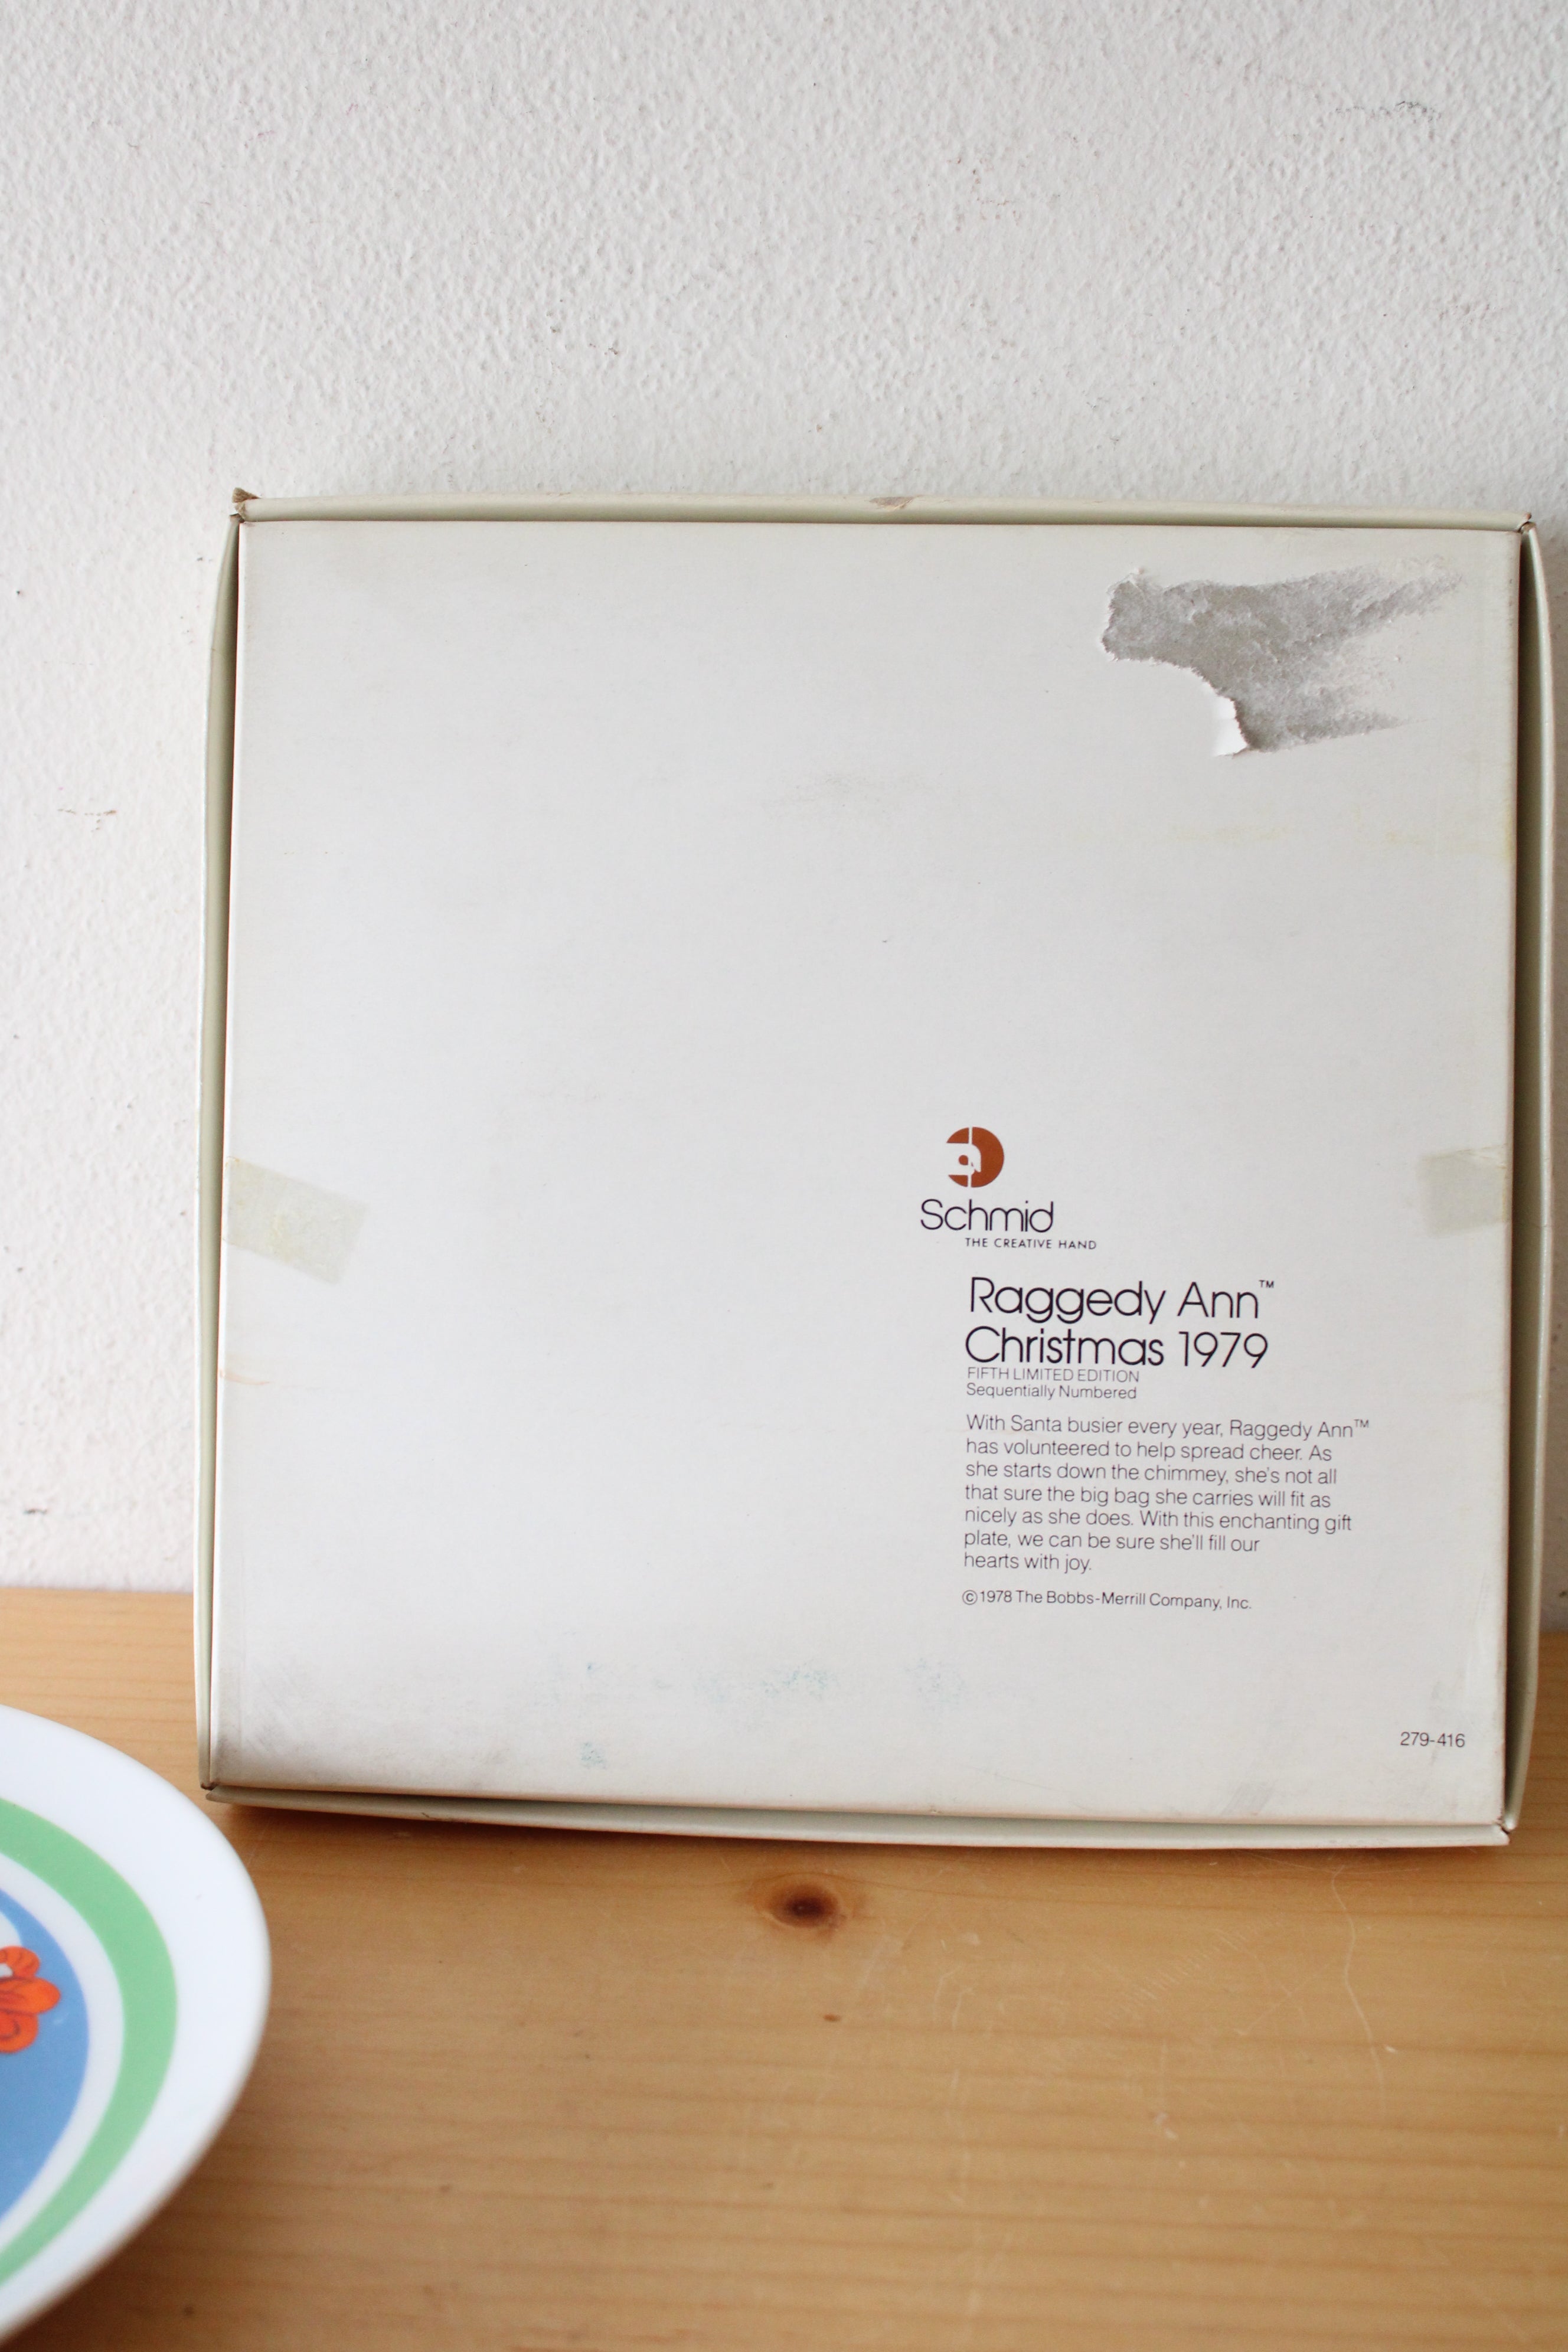 Schmid
THE CREATIVE HAND
Raggedy Ann™
Christmas 1979
FIFTH LIMITED EDITION
Sequentially Numbered
With Santa busier every year, Raggedy Ann™
has volunteered to help spread cheer. As
she starts down the chimmey, she's not all
that sure the big bag she carries will fit as
nicely as she does. With this enchanting gift
plate, we can be sure she'll fill our
hearts with joy.
©1978 The Bobbs-Merrill Company, Inc.
279-416